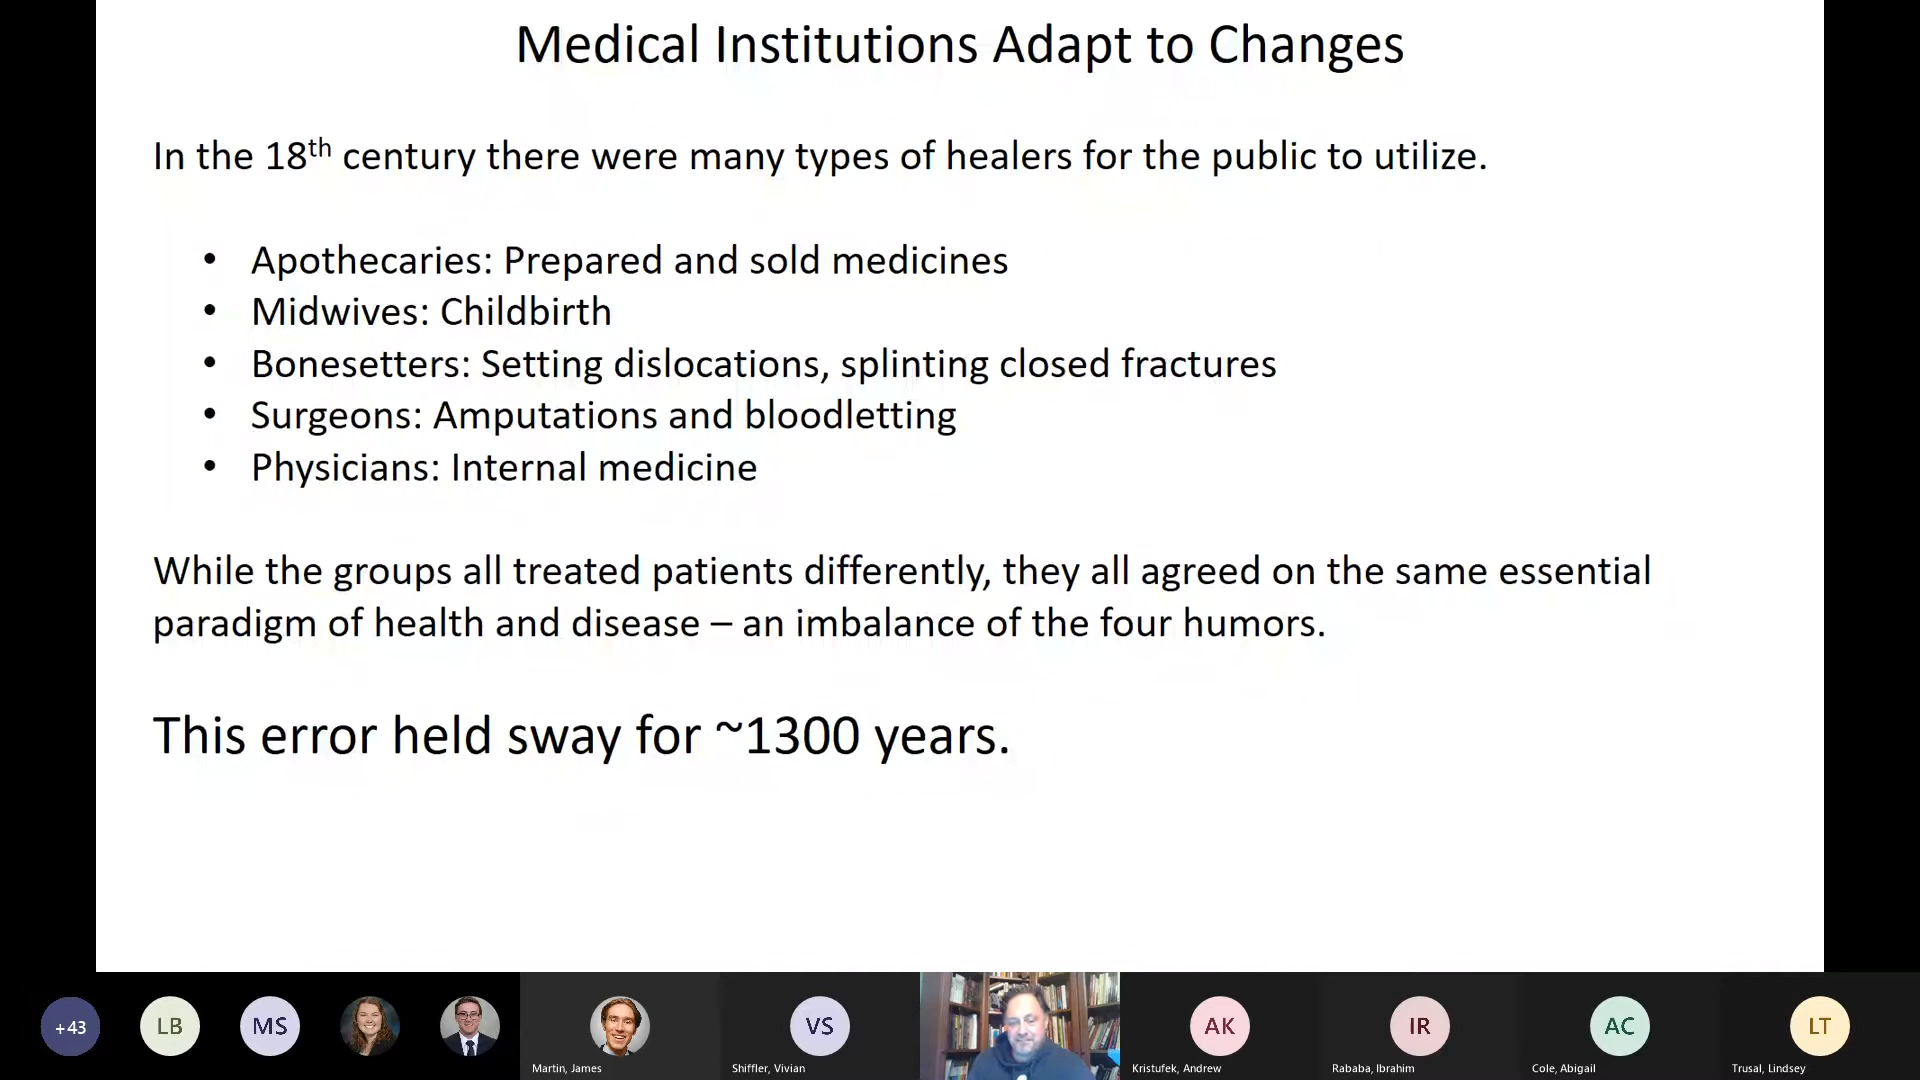 Medical Institutions Adapt to Changes
In the 18th century there were many types of healers for the public to utilize.
• Apothecaries: Prepared and sold medicines
• Midwives: Childbirth
• Bonesetters: Setting dislocations, splinting closed fractures
• Surgeons: Amputations and bloodletting
• Physicians: Internal medicine
While the groups all treated patients differently, they all agreed on the same essential
paradigm of health and disease – an imbalance of the four humors.
This error held sway for ~1300 years.
+43
LB
MS
VS
AK
IR
AC
LT
Martin, James
Shiffler, Vivian
Kristufek, Andrew
Rababa, Ibrahim
Cole, Abigail
Trusal, Lindsey